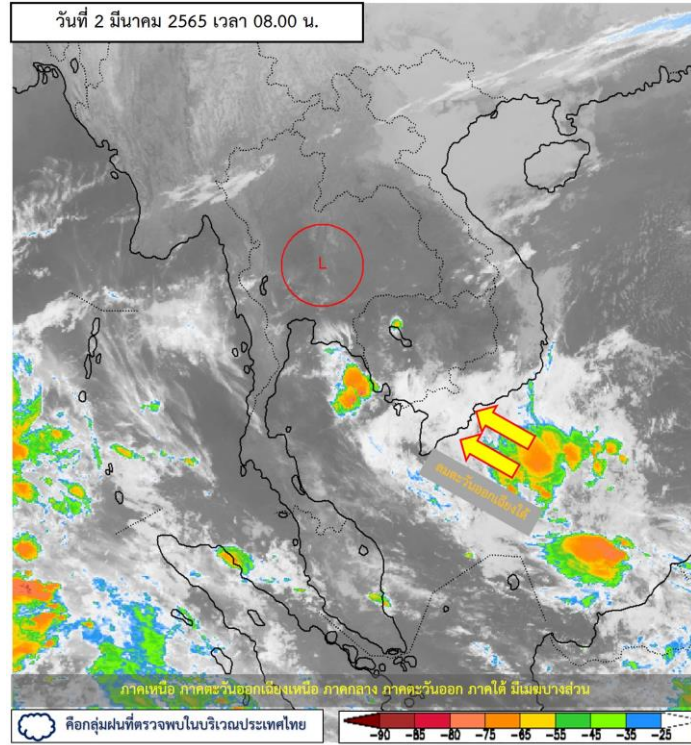 วันที่ 2 มีนาคม 2565 เวลา 08.00 น.
L
ลมตะวันออกเฉียงใต้
ภาคเหนือ ภาคตะวันออกเฉียงเหนือ ภาคกลาง ภาคตะวันออก ภาคใต้ มีเมฆบางส่วน
คือกลุ่มฝนที่ตรวจพบในบริเวณประเทศไทย
-90 -85 -80 -75 -65 -55 -45 -35 -25